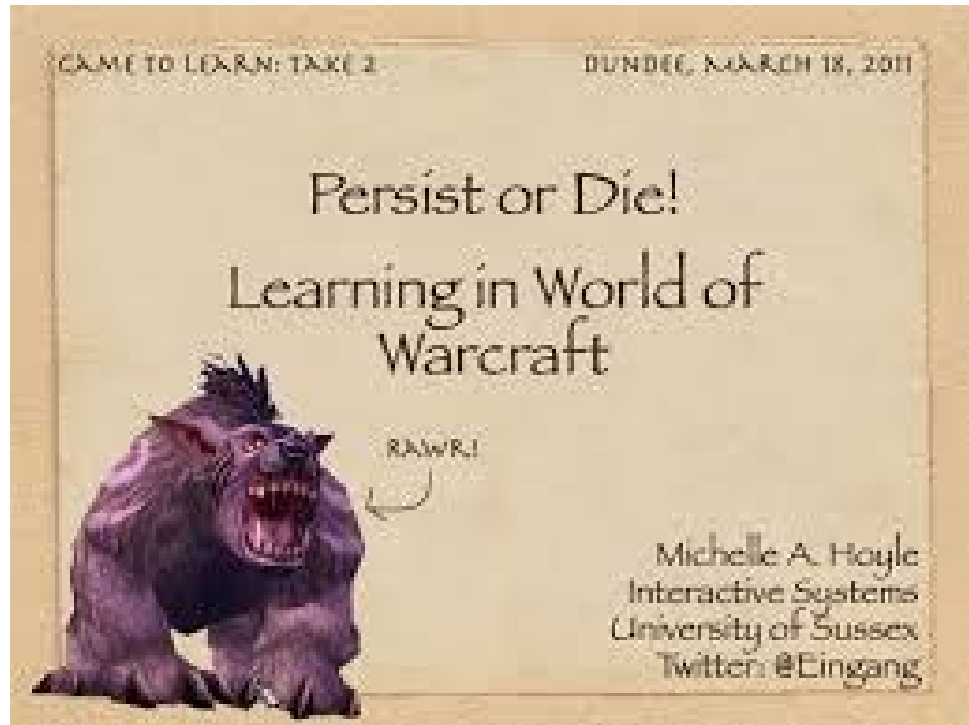 GAME TO LEARN: TAKE 2
DUNDEE, MARCH 18, 2011
Persist or Die!
Learning in World of
Warcraft
RAWR!
Michelle A. Hoyle
Interactive Systems
University of Sussex
Twitter: @Eingang